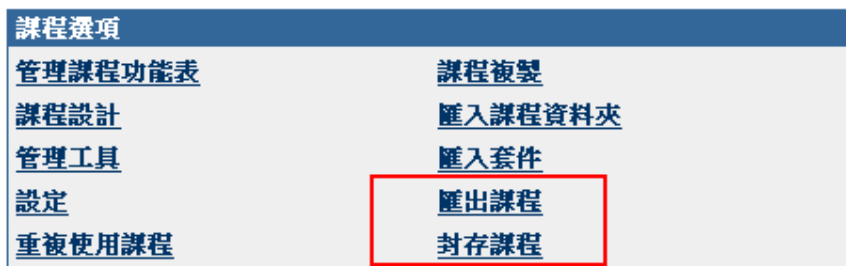 課程選項
管理課程功能表 課程複製
課程設計 匯入課程資料夾
管理工具 匯入套件
設定 匯出課程
重複使用課程 封存課程